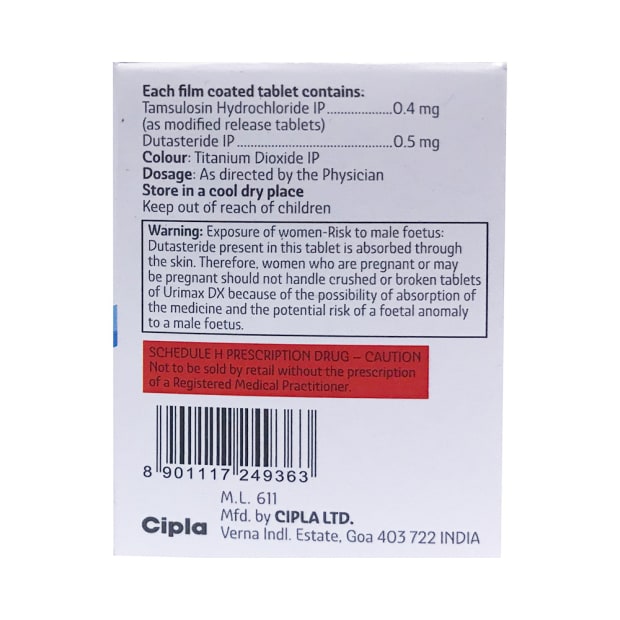 Each film coated tablet contains:
Tamsulosin Hydrochloride IP...................0.4 mg
(as modified release tablets)
Dutasteride IP..............................................0.5 mg
Colour: Titanium Dioxide IP
Dosage: As directed by the Physician
Store in a cool dry place
Keep out of reach of children
Warning: Exposure of women-Risk to male foetus:
Dutasteride present in this tablet is absorbed through
the skin. Therefore, women who are pregnant or may
be pregnant should not handle crushed or broken tablets
of Urimax DX because of the possibility of absorption of
the medicine and the potential risk of a foetal anomaly
to a male foetus.
SCHEDULE H PRESCRIPTION DRUG – CAUTION
Not to be sold by retail without the prescription
of a Registered Medical Practitioner.
8 901117 249363
M.L. 611
Cipla
Mfd. by CIPLA LTD.
Verna Indl. Estate, Goa 403 722 INDIA